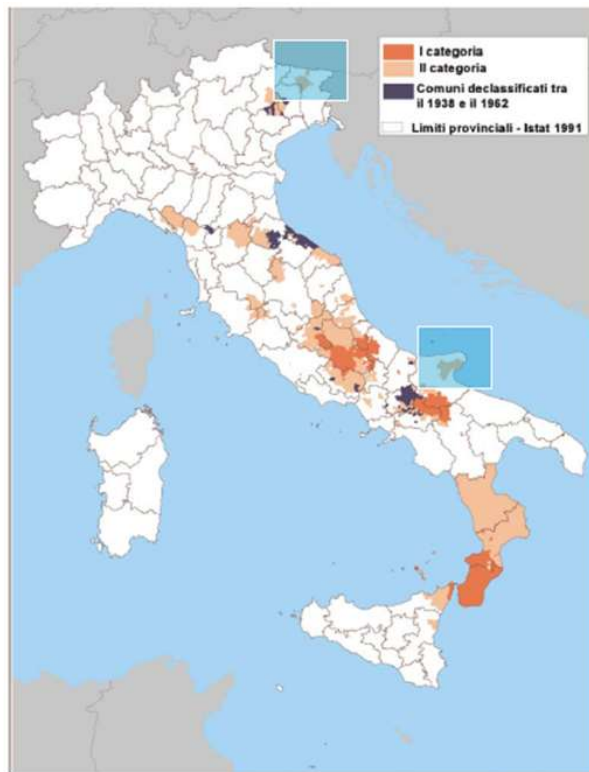 I categoria
II categoria
Comuni declassificati tra
il 1938 e il 1962
Limiti provinciali - Istat 1991